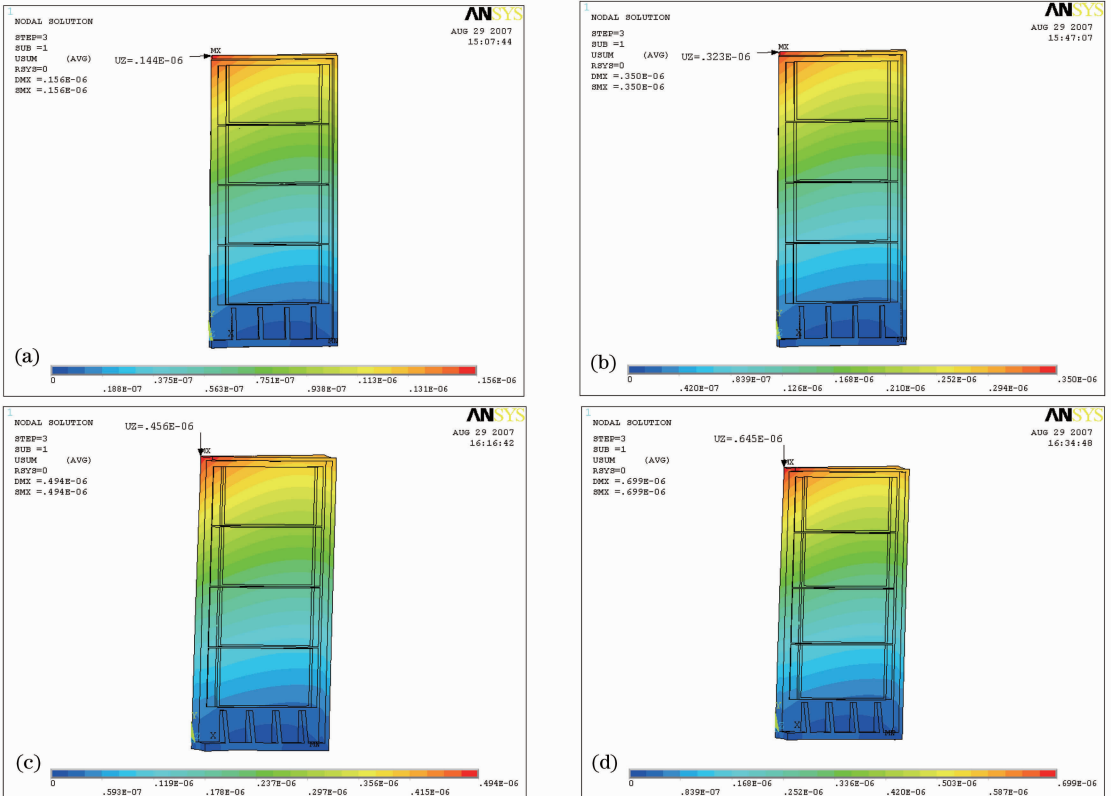 1
ANSYS
NODAL SOLUTION
AUG 29 2007
15:07:44
STEP=3
SUB =1
USUM (AVG)
RSYS=0
DMX =.156E-06
SMX =.156E-06
MX
UZ=.144E-06
X
(a)
0 .375E-07 .751E-07 .113E-06 .156E-06
.188E-07 .563E-07 .938E-07 .131E-06
1
ANSYS
NODAL SOLUTION
AUG 29 2007
15:47:07
STEP=3
SUB =1
USUM (AVG)
RSYS=0
DMX =.350E-06
SMX =.350E-06
MX
UZ=.323E-06
X
(b)
0 .839E-07 .168E-06 .252E-06 .350E-06
.420E-07 .126E-06 .210E-06 .294E-06
1
ANSYS
NODAL SOLUTION
AUG 29 2007
16:16:42
STEP=3
SUB =1
USUM (AVG)
RSYS=0
DMX =.494E-06
SMX =.494E-06
UZ=.456E-06
MX
X
MN
(c)
0 .119E-06 .237E-06 .356E-06 .494E-06
.593E-07 .178E-06 .297E-06 .415E-06
1
ANSYS
NODAL SOLUTION
AUG 29 2007
16:34:48
STEP=3
SUB =1
USUM (AVG)
RSYS=0
DMX =.699E-06
SMX =.699E-06
UZ=.645E-06
MX
X
MN
(d)
0 .168E-06 .336E-06 .503E-06 .699E-06
.839E-07 .252E-06 .420E-06 .587E-06